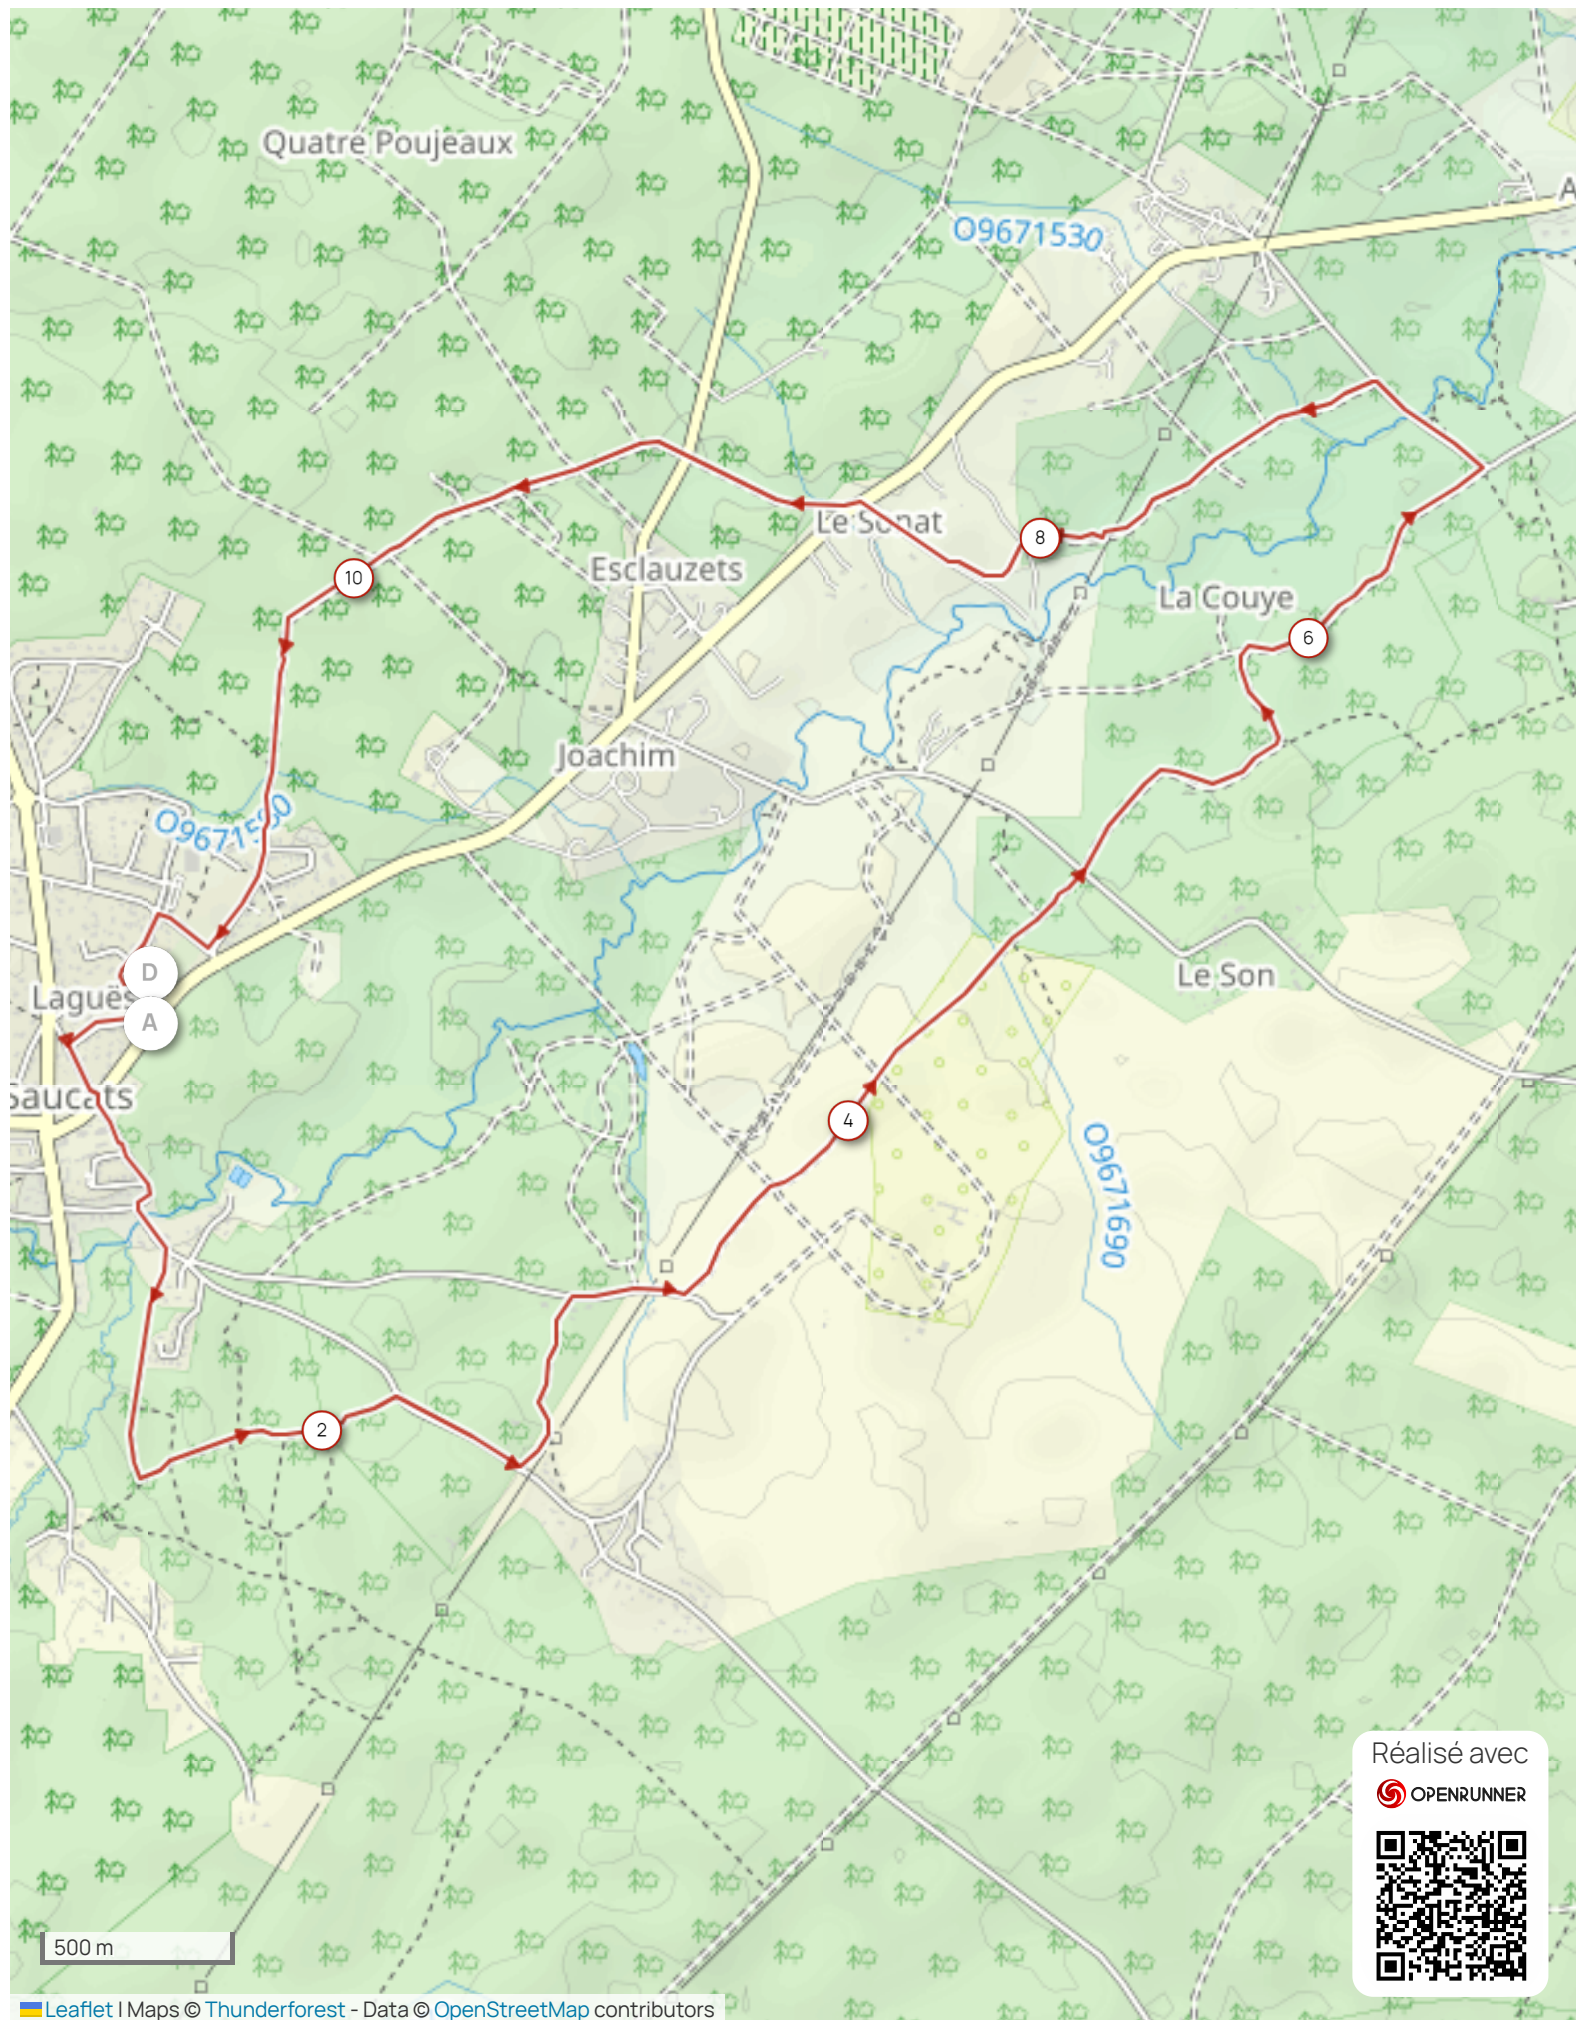 Quatre Poujeaux
O9671530
A
Le Sonat
8
Esclauzets
10
La Couye
6
Joachim
D
Le Son
Laguës
A
Saucats
4
O9671690
2
Réalisé avec
OPENRUNNER
500 m
Leaflet | Maps © Thunderforest - Data © OpenStreetMap contributors